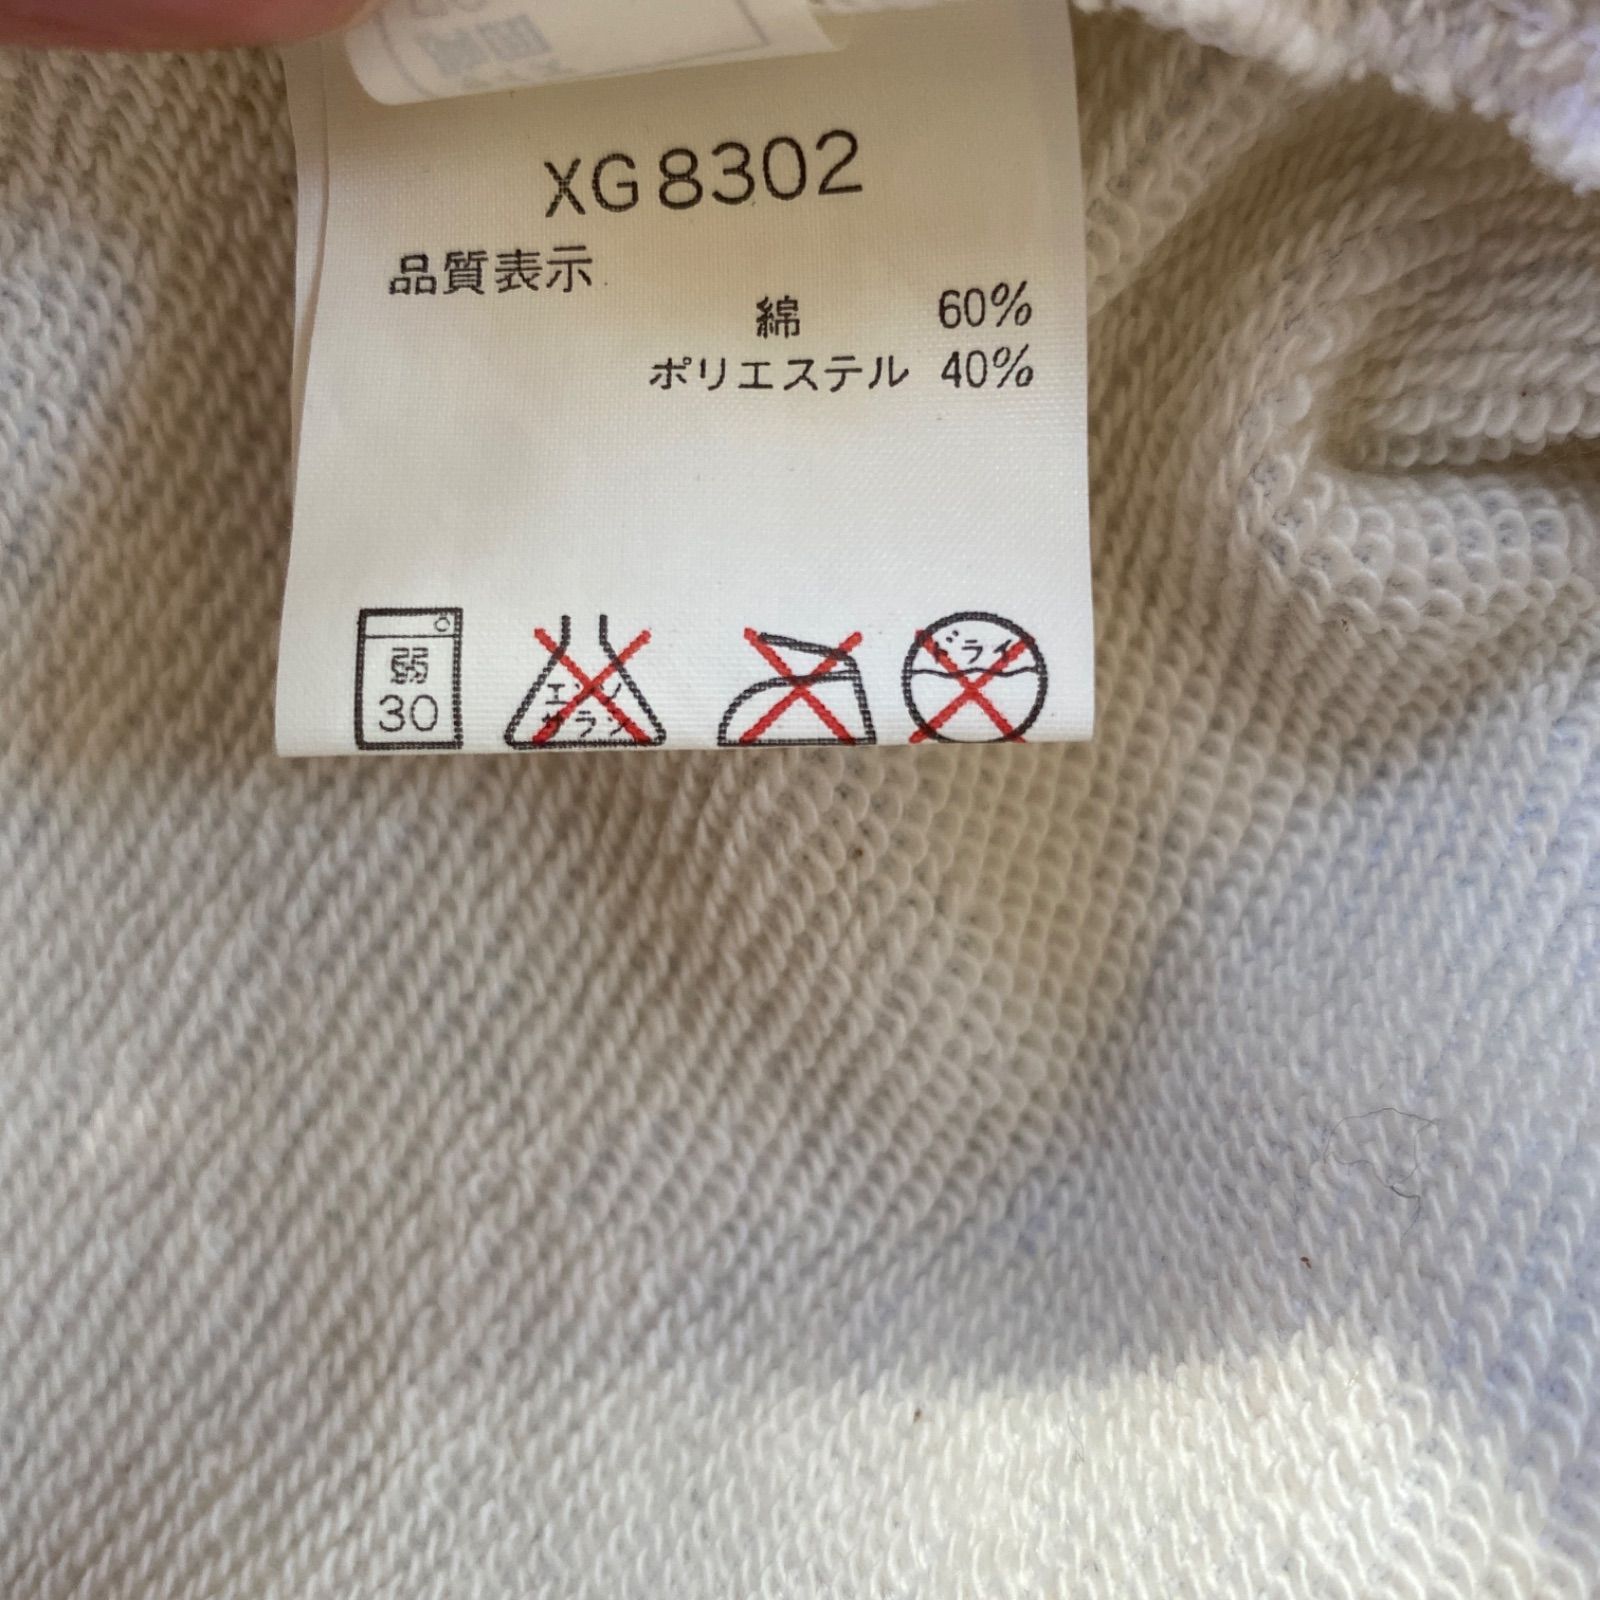 XG8302
品質表示
綿 60%
ポリエステル 40%
弱
30
エンソ
サラシ
ドライ